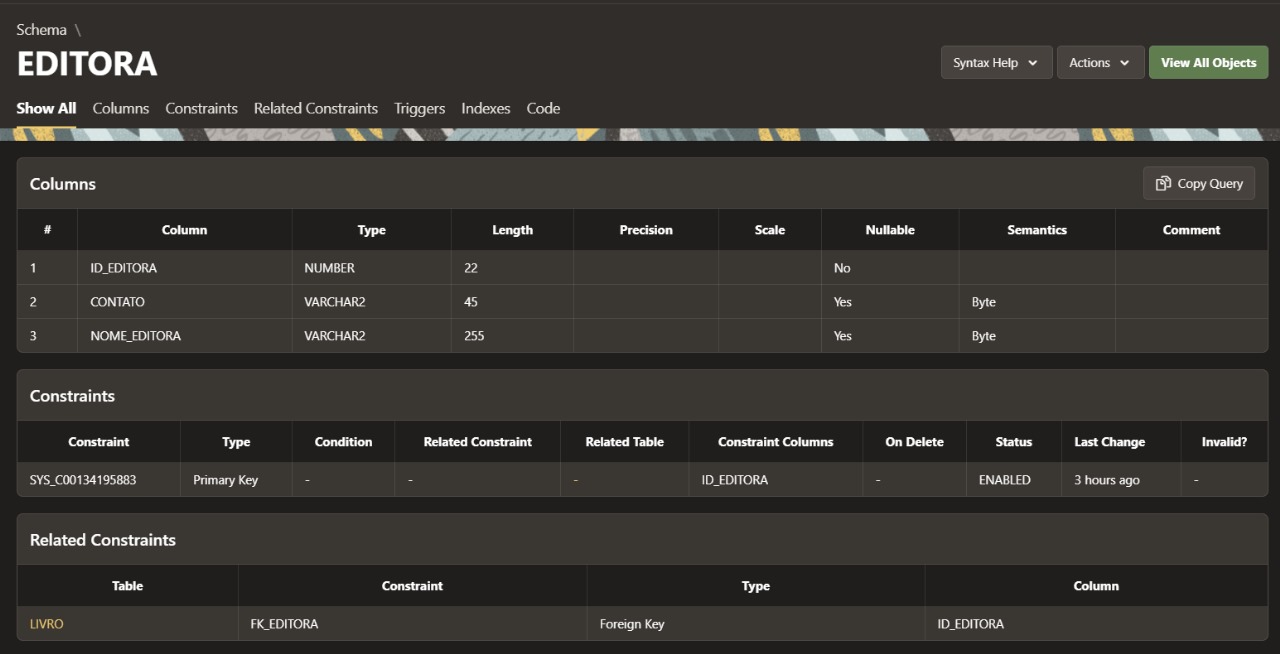 Schema \
EDITORA
Syntax Help Actions View All Objects
Show All Columns Constraints Related Constraints Triggers Indexes Code
Columns
Copy Query
# Column Type Length Precision Scale Nullable Semantics Comment
1 ID_EDITORA NUMBER 22 No
2 CONTATO VARCHAR2 45 Yes Byte
3 NOME_EDITORA VARCHAR2 255 Yes Byte
Constraints
Constraint Type Condition Related Constraint Related Table Constraint Columns On Delete Status Last Change Invalid?
SYS_C00134195883 Primary Key - - - ID_EDITORA - ENABLED 3 hours ago -
Related Constraints
Table Constraint Type Column
LIVRO FK_EDITORA Foreign Key ID_EDITORA